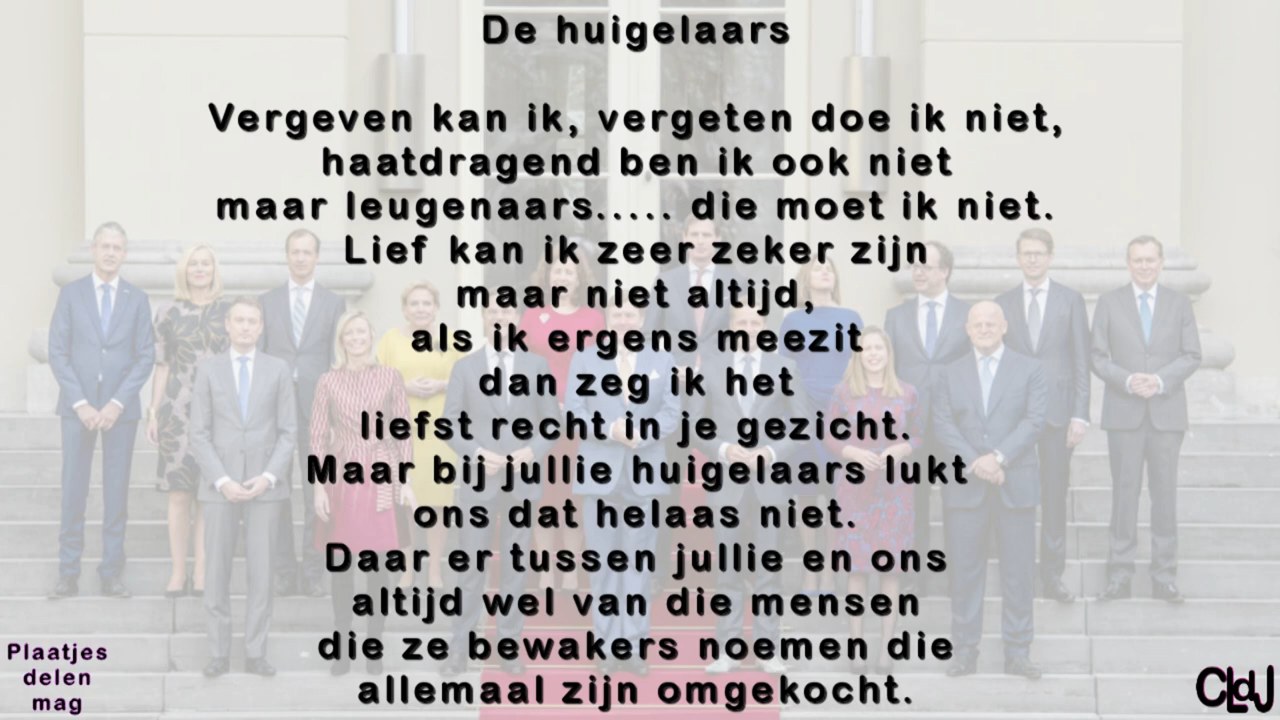 De huigelaars
Vergeven kan ik, vergeten doe ik niet,
haatdragend ben ik ook niet
maar leugenaars..... die moet ik niet.
Lief kan ik zeer zeker zijn
maar niet altijd,
als ik ergens meezit
dan zeg ik het
liefst recht in je gezicht.
Maar bij jullie huigelaars lukt
ons dat helaas niet.
Daar er tussen jullie en ons
altijd wel van die mensen
die ze bewakers noemen die
allemaal zijn omgekocht.
Plaatjes
delen
mag
CLdJ